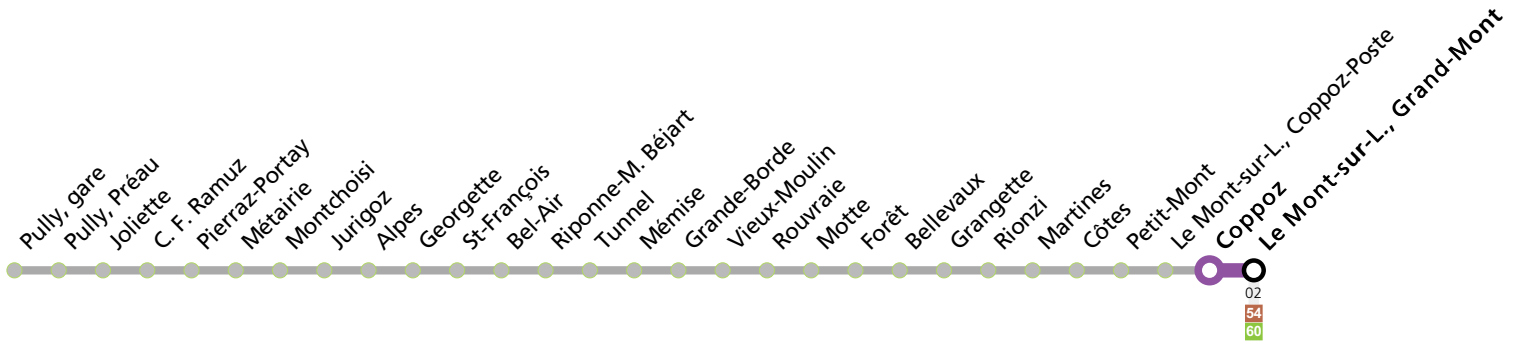 Pully, gare
Pully, Préau
Joliette
C. F. Ramuz
Pierraz-Portay
Métairie
Montchoisi
Jurigoz
Alpes
Georgette
St-François
Bel-Air
Riponne-M. Béjart
Tunnel
Mémise
Grande-Borde
Vieux-Moulin
Rouvraie
Motte
Forêt
Bellevaux
Grangette
Rionzi
Martines
Côtes
Petit-Mont
Le Mont-sur-L., Coppoz-Poste
Coppoz
Le Mont-sur-L., Grand-Mont
02
54
60